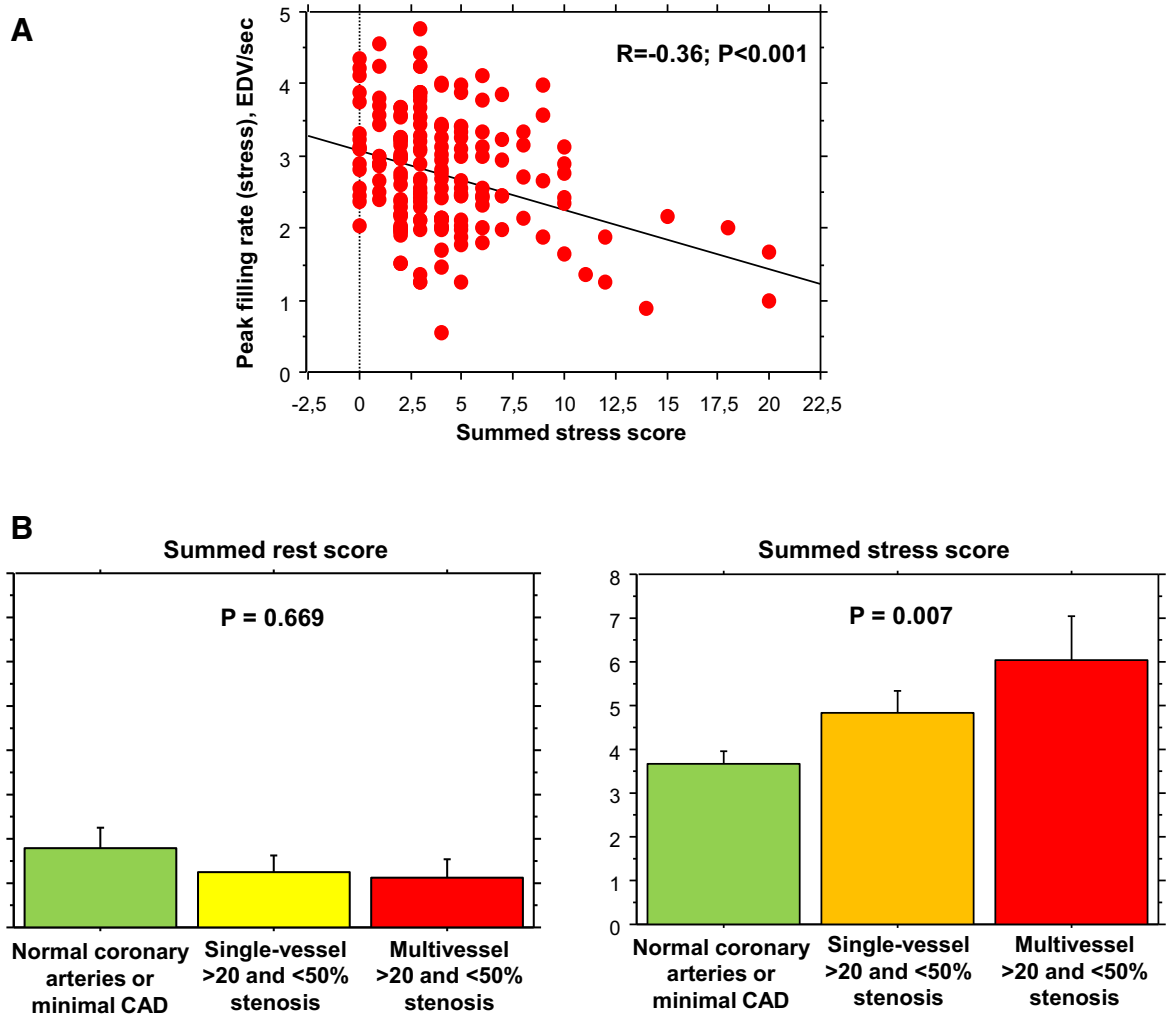 A
Peak filling rate (stress), EDV/sec
5
4
3
2
1
0
R=-0.36; P<0.001
-2,5 0 2,5 5 7,5 10 12,5 15 17,5 20 22,5
Summed stress score
B
Summed rest score
P = 0.669
Normal coronary
arteries or
minimal CAD
Single-vessel
>20 and <50%
stenosis
Multivessel
>20 and <50%
stenosis
Summed stress score
8
7
6
5
4
3
2
1
0
P = 0.007
Normal coronary
arteries or
minimal CAD
Single-vessel
>20 and <50%
stenosis
Multivessel
>20 and <50%
stenosis